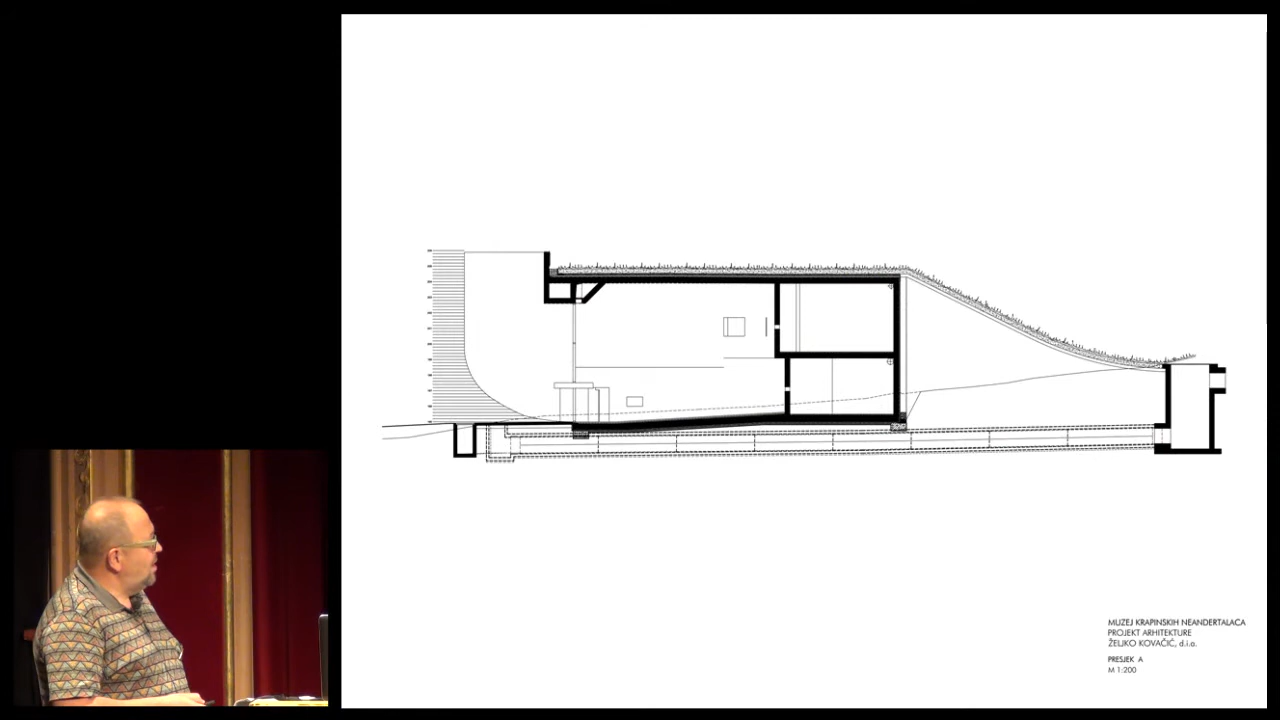 MUZEJ KRAPINSKIH NEANDERTALACA
PROJEKT ARHITEKTURE
ŽELJKO KOVAČIĆ, d.i.a.
PRESJEK A
M 1:200